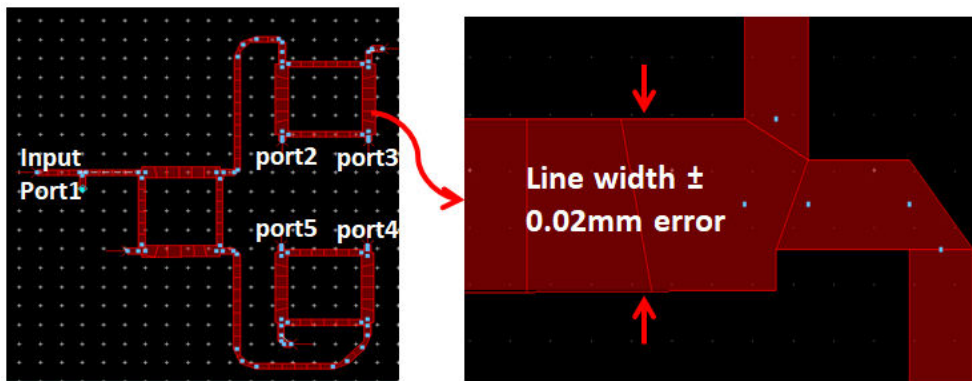 port2 port3
Input
Port1
port5 port4
Line width ±
0.02mm error